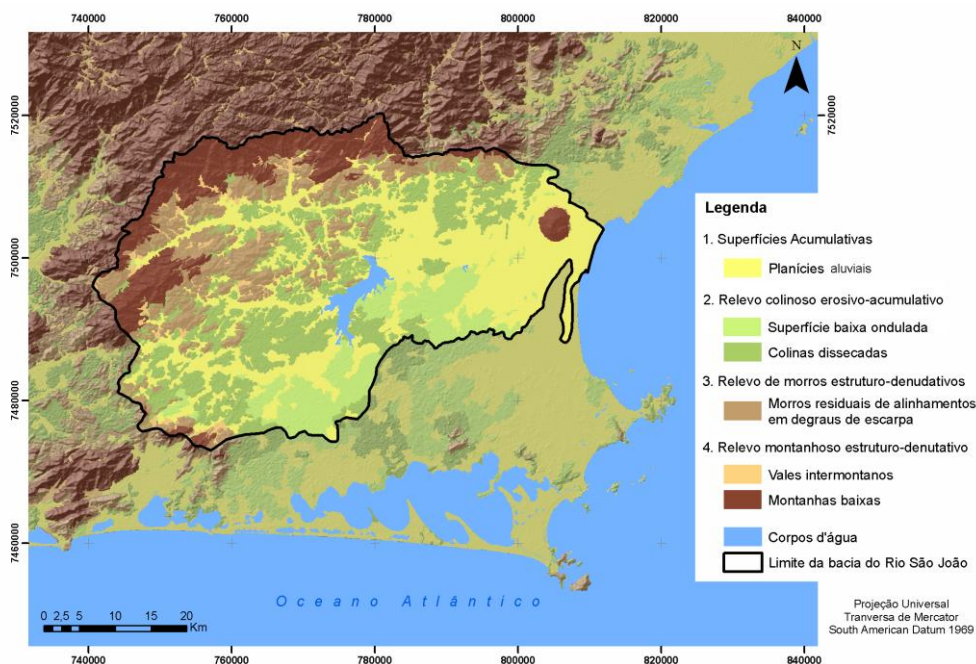 740000 760000 780000 800000 820000 840000
N
7520000 7520000
7500000
7480000
7460000
Legenda
1. Superfícies Acumulativas
Planícies aluviais
2. Relevo colinoso erosivo-acumulativo
Superfície baixa ondulada
Colinas dissecadas
3. Relevo de morros estruturo-denudativos
Morros residuais de alinhamentos
em degraus de escarpa
4. Relevo montanhoso estruturo-denutativo
Vales intermontanos
Montanhas baixas
Corpos d'água
Limite da bacia do Rio São João
Oceano Atlântico
0 2,5 5 10 15 20
Km
Projeção Universal
Tranversa de Mercator
South American Datum 1969
740000 760000 780000 800000 820000 840000